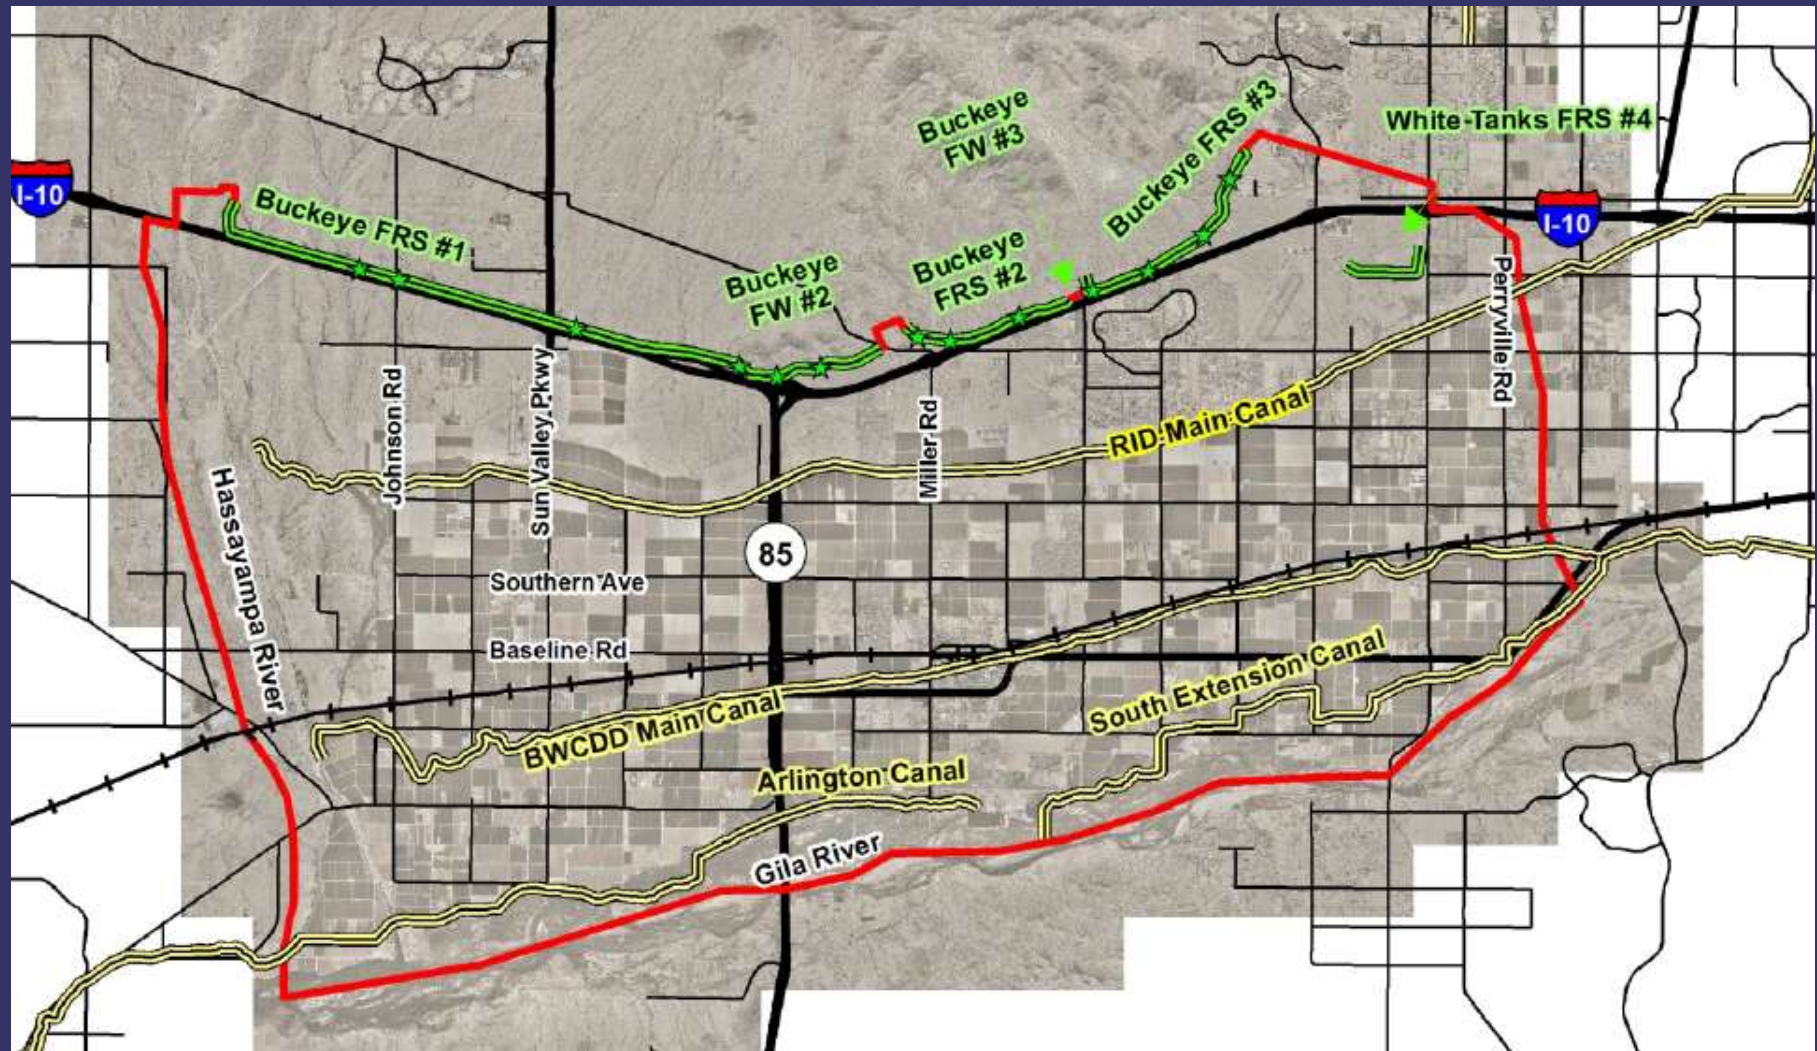 Buckeye
FW #3
Buckeye FRS #3
White-Tanks FRS #4
I-10
Buckeye FRS #1
I-10
Buckeye
FW #2
Buckeye
FRS #2
Perryville Rd
Johnson Rd
Sun Valley Pkwy
Miller Rd
RID Main Canal
Hassayampa River
85
Southern Ave
Baseline Rd
South Extension Canal
BWCDD Main Canal
Arlington Canal
Gila River